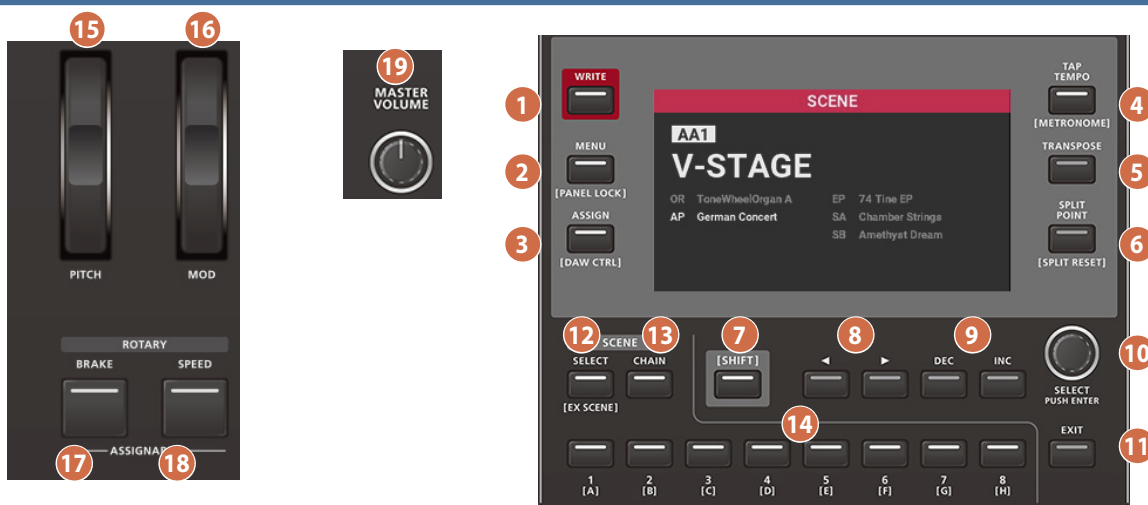 15
16
PITCH
MOD
ROTARY
BRAKE
SPEED
17
18
19
MASTER
VOLUME
1
WRITE
2
MENU
[PANEL LOCK]
3
ASSIGN
[DAW CTRL]
SCENE
AA1
V-STAGE
OR ToneWheelOrgan A
EP 74 Tine EP
AP German Concert
SA Chamber Strings
SB Amethyst Dream
TAP
TEMPO
4
[METRONOME]
TRANSPOSE
5
SPLIT
POINT
6
[SPLIT RESET]
12
SCENE
13
SELECT
CHAIN
[EX SCENE]
7
[SHIFT]
8
◄ ►
9
DEC
INC
10
SELECT
PUSH ENTER
14
EXIT
11
1 2 3 4 5 6 7 8
[A] [B] [C] [D] [E] [F] [G] [H]